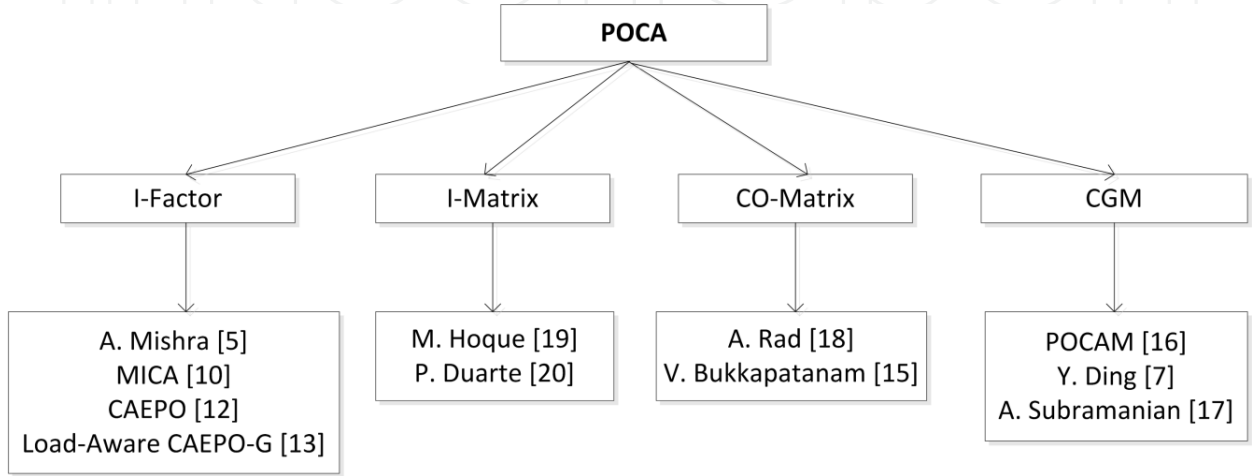 POCA
I-Factor
I-Matrix
CO-Matrix
CGM
A. Mishra [5]
MICA [10]
CAEPO [12]
Load-Aware CAEPO-G [13]
M. Hoque [19]
P. Duarte [20]
A. Rad [18]
V. Bukkapatanam [15]
POCAM [16]
Y. Ding [7]
A. Subramanian [17]